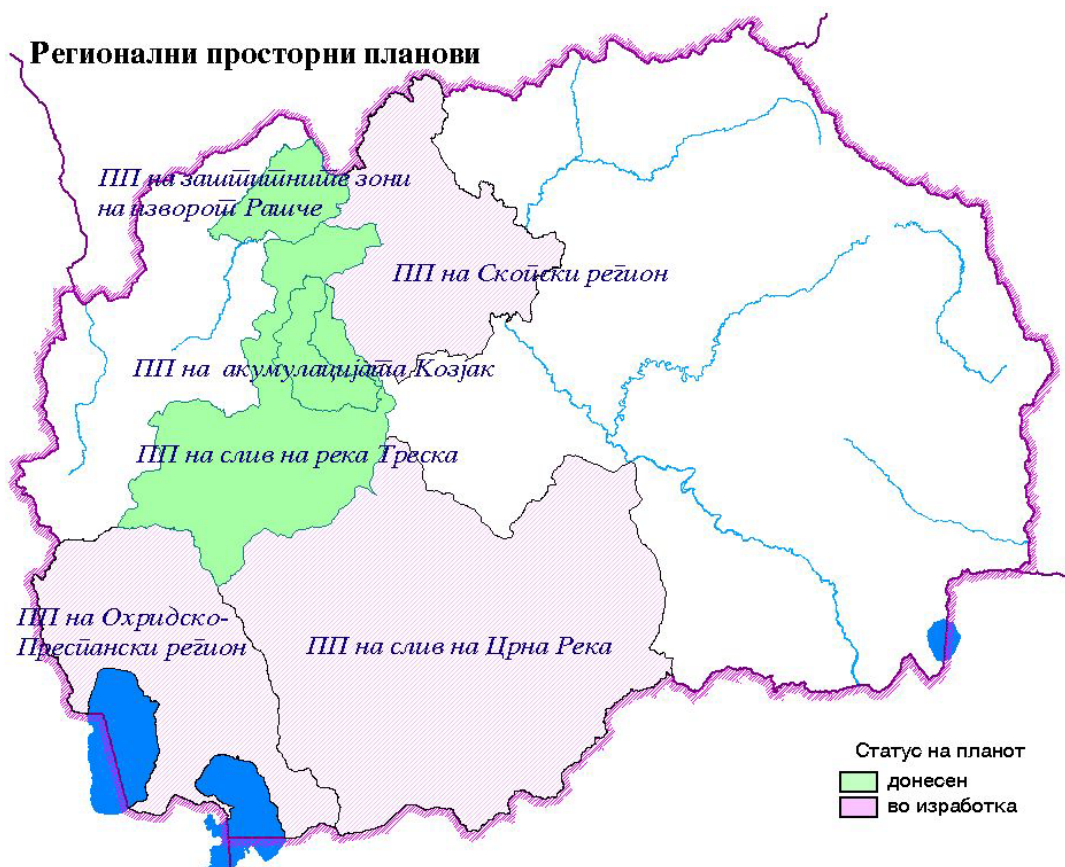 Регионални просторни планови
ПП на заштитните зони
на изворот Рашче
ПП на Скопски регион
ПП на акумулацијата Козјак
ПП на слив на река Треска
ПП на Охридско-
Преспански регион
ПП на слив на Црна Река
Статус на планот
донесен
во изработка